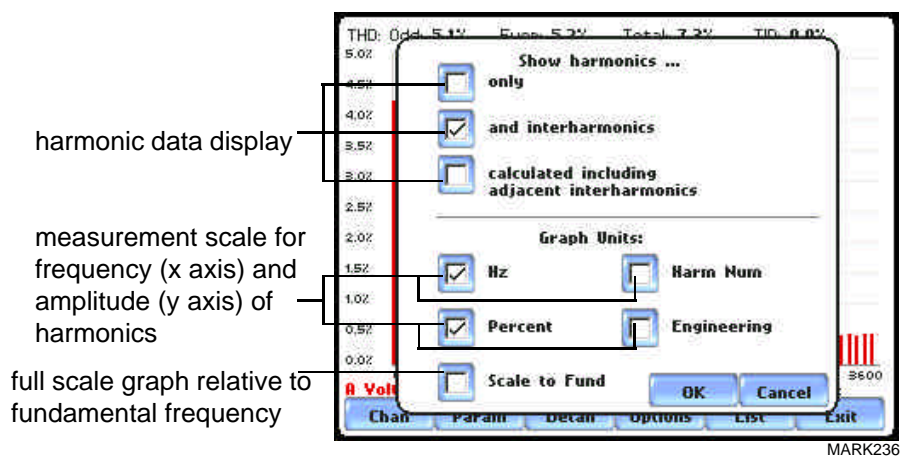 THD: Odd: 5.1% Even: 5.2% Total: 7.3% TID: 0.0%
5.0%
4.5%
4.0%
3.5%
3.0%
2.5%
2.0%
1.5%
1.0%
0.5%
0.0%
Show harmonics ...
only
and interharmonics
calculated including
adjacent interharmonics
Graph Units:
Hz
Harm Num
Percent
Engineering
Scale to Fund
OK
Cancel
3600
A Vol
Chan Param Detail Options List Exit
harmonic data display
measurement scale for
frequency (x axis) and
amplitude (y axis) of
harmonics
full scale graph relative to
fundamental frequency
MARK236